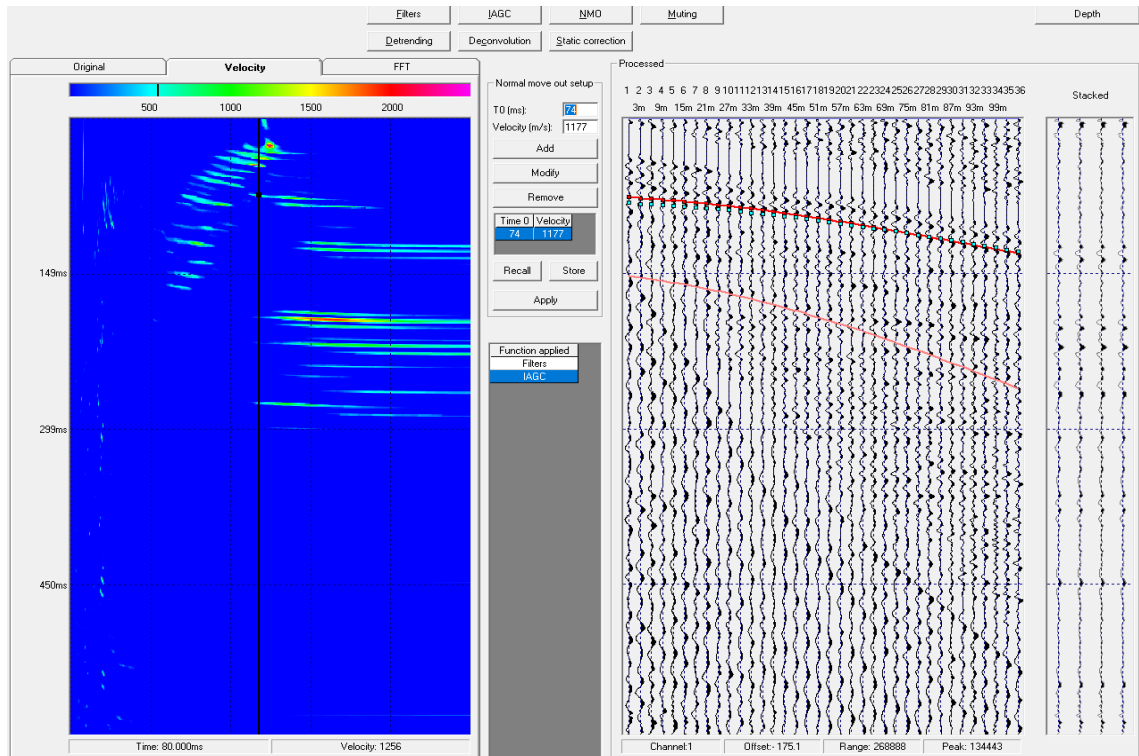 Filters IAGC NMO Muting Depth
Detrending Deconvolution Static correction
Original Velocity FFT
500 1000 1500 2000
149ms
299ms
450ms
Time: 80.000ms Velocity: 1256
Normal move out setup
T0 (ms): 74
Velocity (m/s): 1177
Add
Modify
Remove
Time 0 Velocity
74 1177
Recall Store
Apply
Function applied
Filters
IAGC
Processed
1 2 3 4 5 6 7 8 9 10 11 12 13 14 15 16 17 18 19 20 21 22 23 24 25 26 27 28 29 30 31 32 33 34 35 36
3m 9m 15m 21m 27m 33m 39m 45m 51m 57m 63m 69m 75m 81m 87m 93m 99m
Channel:1 Offset:- 175.1 Range: 268888 Peak: 134443
Stacked